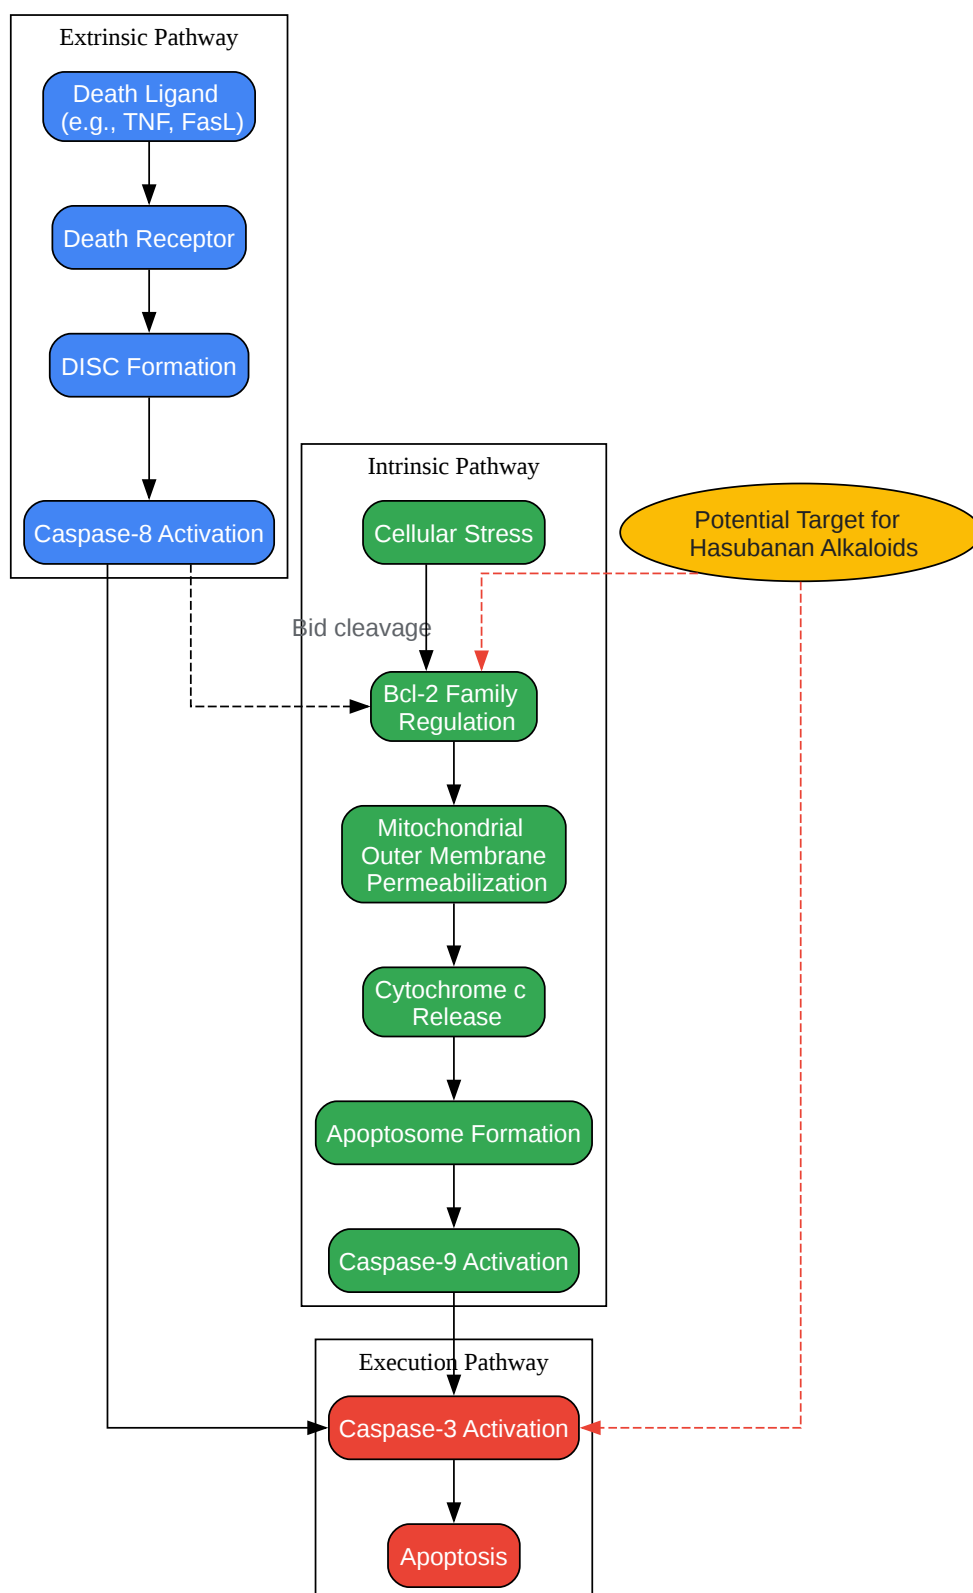 Extrinsic Pathway
Death Ligand
(e.g., TNF, FasL)
Death Receptor
DISC Formation
Caspase-8 Activation
Intrinsic Pathway
Cellular Stress
Bid cleavage
Bcl-2 Family
Regulation
Mitochondrial
Outer Membrane
Permeabilization
Cytochrome c
Release
Apoptosome Formation
Caspase-9 Activation
Potential Target for
Hasubanan Alkaloids
Execution Pathway
Caspase-3 Activation
Apoptosis